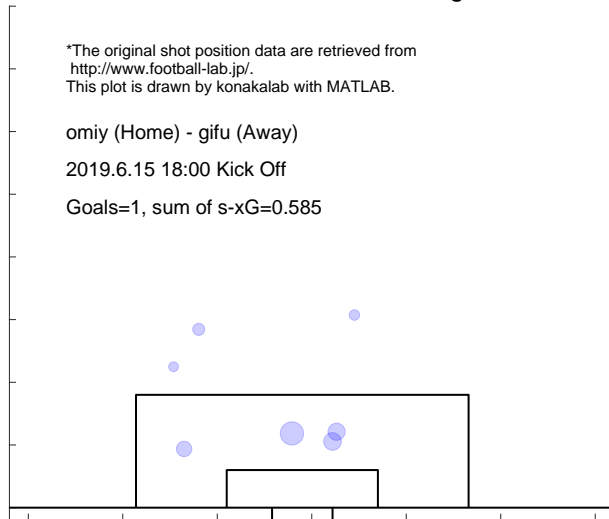 *The original shot position data are retrieved from
http://www.football-lab.jp/.
This plot is drawn by konakalab with MATLAB.
omiy (Home) - gifu (Away)
2019.6.15 18:00 Kick Off
Goals=1, sum of s-xG=0.585